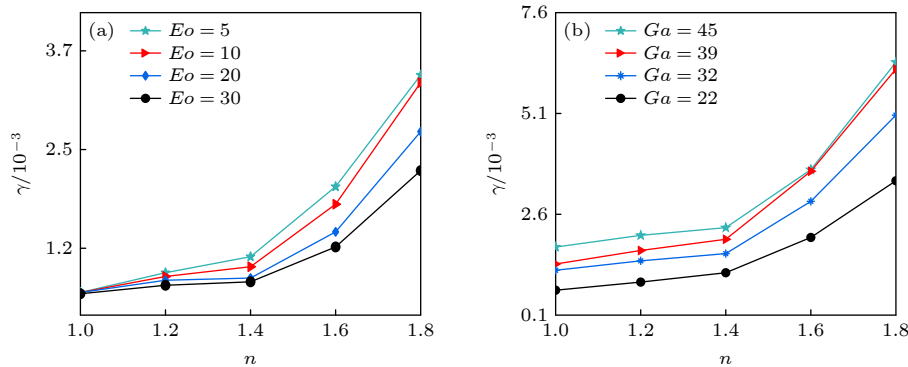 (a)
Eo = 5
Eo = 10
Eo = 20
Eo = 30
3.7
2.5
1.2
γ/10⁻³
1.0 1.2 1.4 1.6 1.8
n
(b)
Ga = 45
Ga = 39
Ga = 32
Ga = 22
7.6
5.1
2.6
0.1
γ/10⁻³
1.0 1.2 1.4 1.6 1.8
n